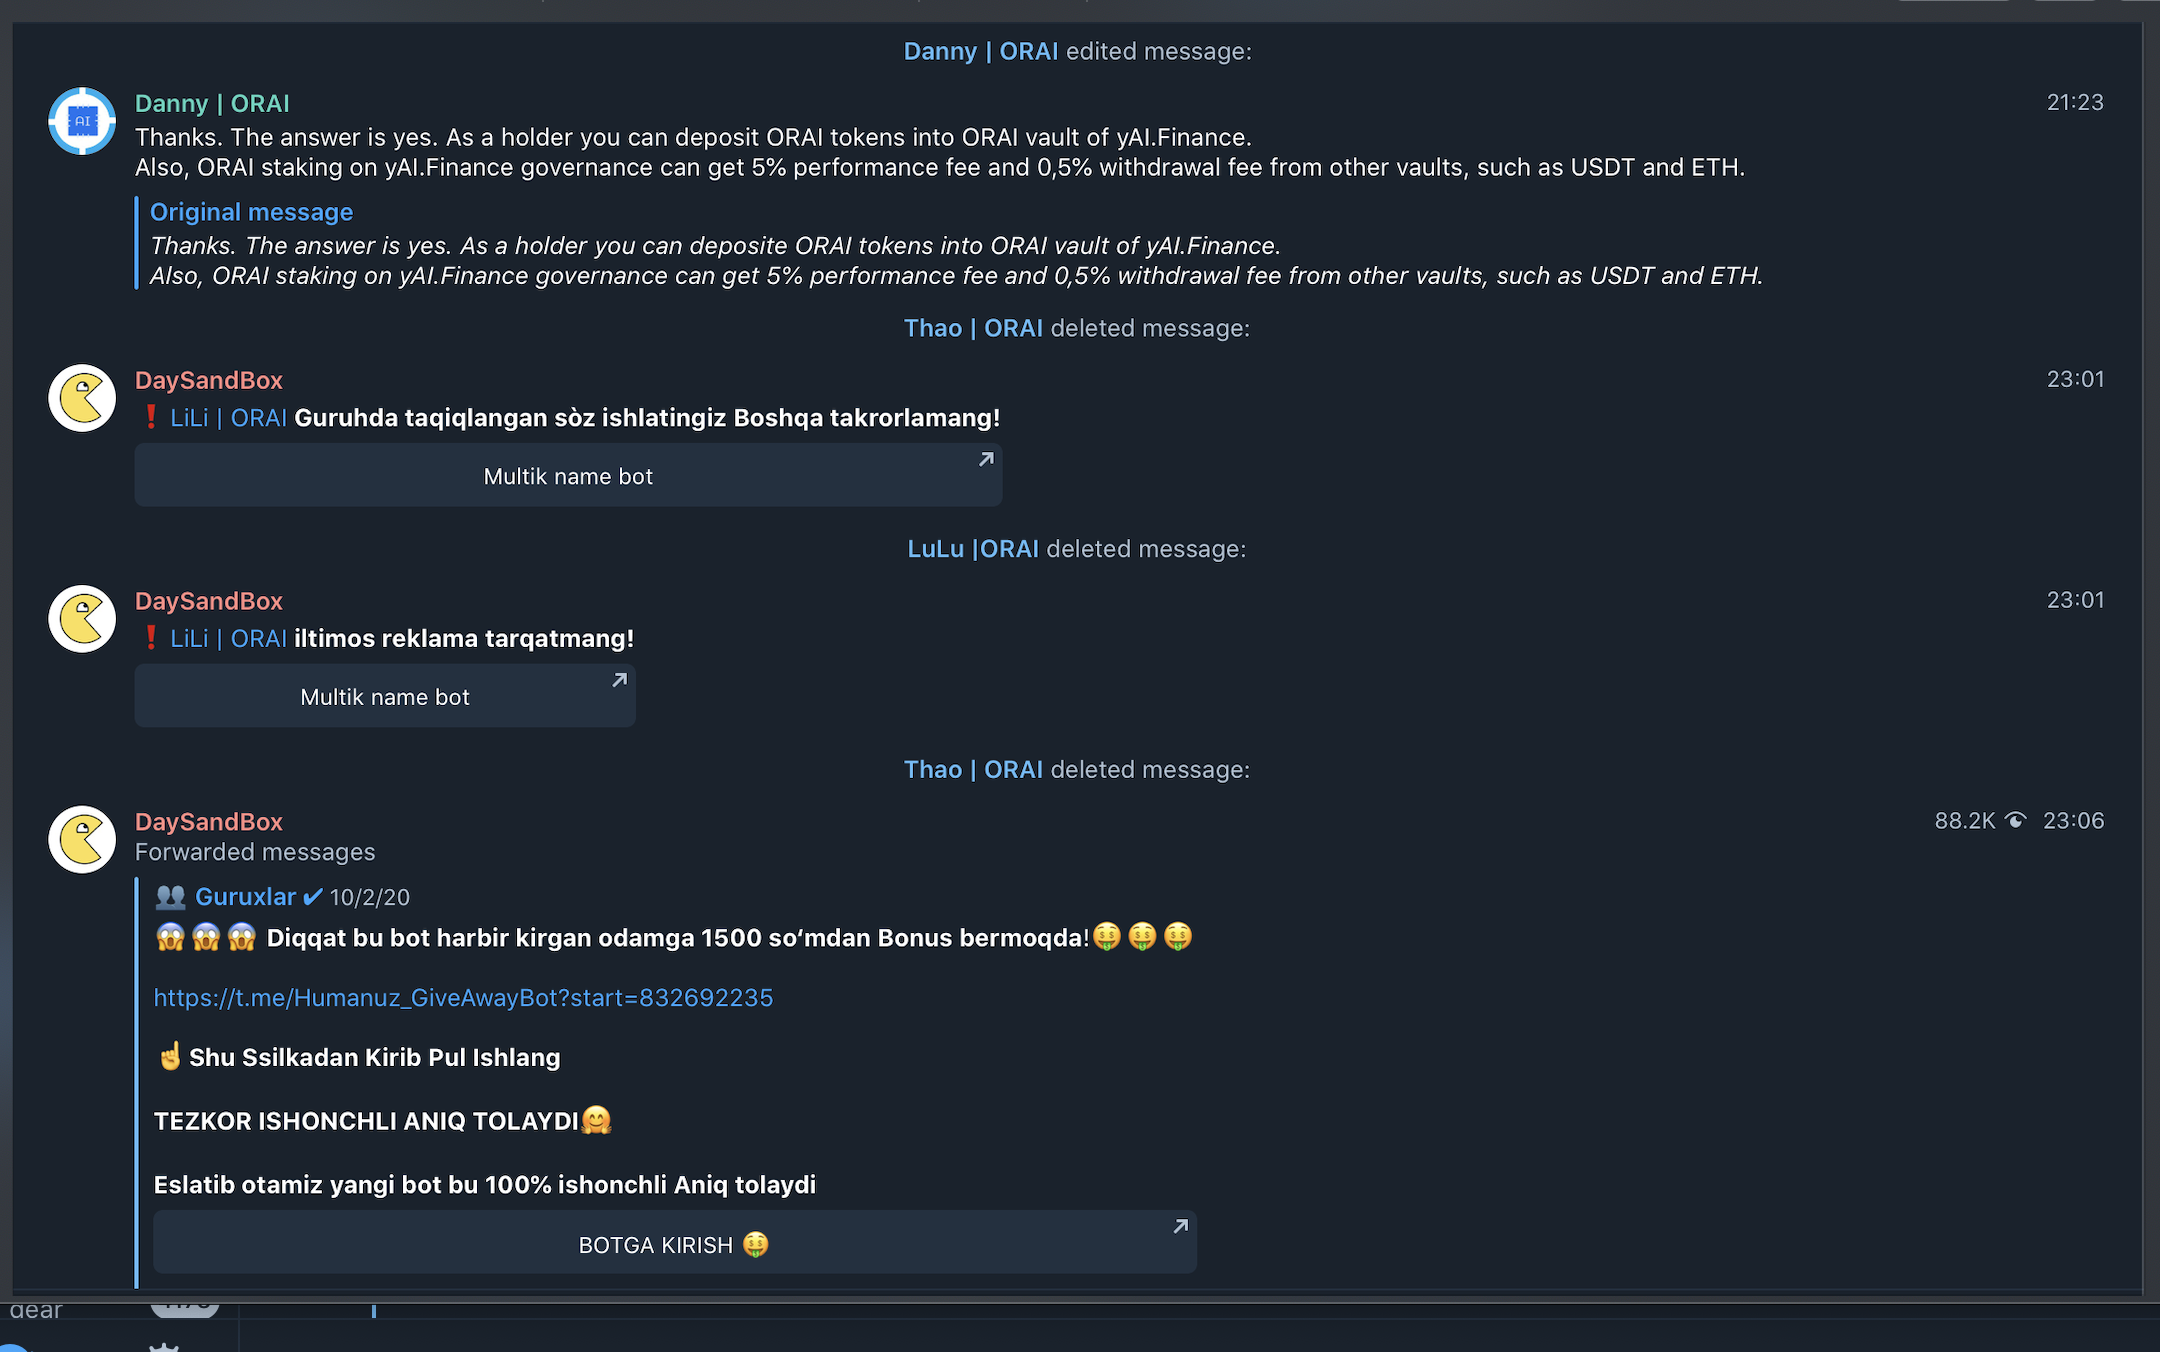 Danny | ORAI edited message:
Danny | ORAI 21:23
Thanks. The answer is yes. As a holder you can deposit ORAI tokens into ORAI vault of yAI.Finance.
Also, ORAI staking on yAI.Finance governance can get 5% performance fee and 0,5% withdrawal fee from other vaults, such as USDT and ETH.
Original message
Thanks. The answer is yes. As a holder you can deposite ORAI tokens into ORAI vault of yAI.Finance.
Also, ORAI staking on yAI.Finance governance can get 5% performance fee and 0,5% withdrawal fee from other vaults, such as USDT and ETH.
Thao | ORAI deleted message:
DaySandBox 23:01
❗ LiLi | ORAI Guruhda taqiqlangan sòz ishlatingiz Boshqa takrorlamang!
Multik name bot
LuLu |ORAI deleted message:
DaySandBox 23:01
❗ LiLi | ORAI iltimos reklama tarqatmang!
Multik name bot
Thao | ORAI deleted message:
DaySandBox 88.2K 23:06
Forwarded messages
👥 Guruxlar ✔ 10/2/20
😱😱😱 Diqqat bu bot harbir kirgan odamga 1500 so‘mdan Bonus bermoqda!🤑🤑🤑
https://t.me/Humanuz_GiveAwayBot?start=832692235
☝️Shu Ssilkadan Kirib Pul Ishlang
TEZKOR ISHONCHLI ANIQ TOLAYDI🤗
Eslatib otamiz yangi bot bu 100% ishonchli Aniq tolaydi
BOTGA KIRISH 🤑
dear